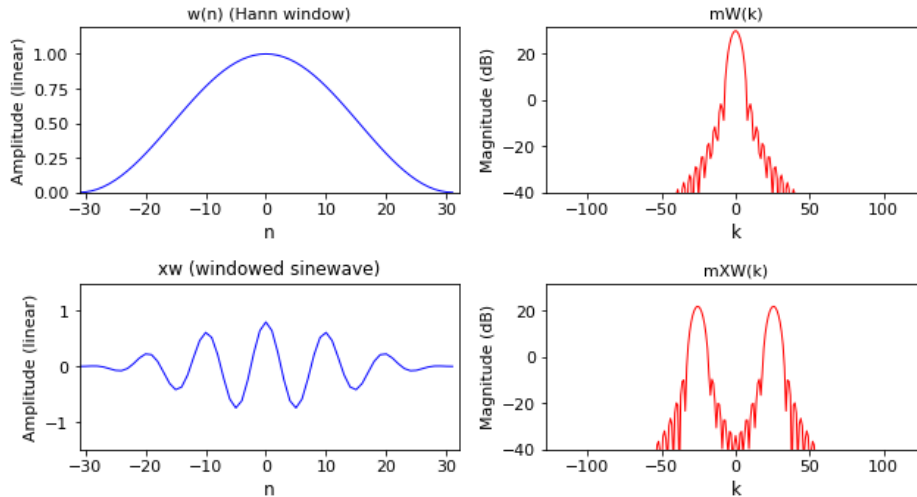 w(n) (Hann window)
Amplitude (linear)
1.00
0.75
0.50
0.25
0.00
−30 −20 −10 0 10 20 30
n
mW(k)
Magnitude (dB)
20
0
−20
−40
−100 −50 0 50 100
k
xw (windowed sinewave)
Amplitude (linear)
1
0
−1
−30 −20 −10 0 10 20 30
n
mXW(k)
Magnitude (dB)
20
0
−20
−40
−100 −50 0 50 100
k